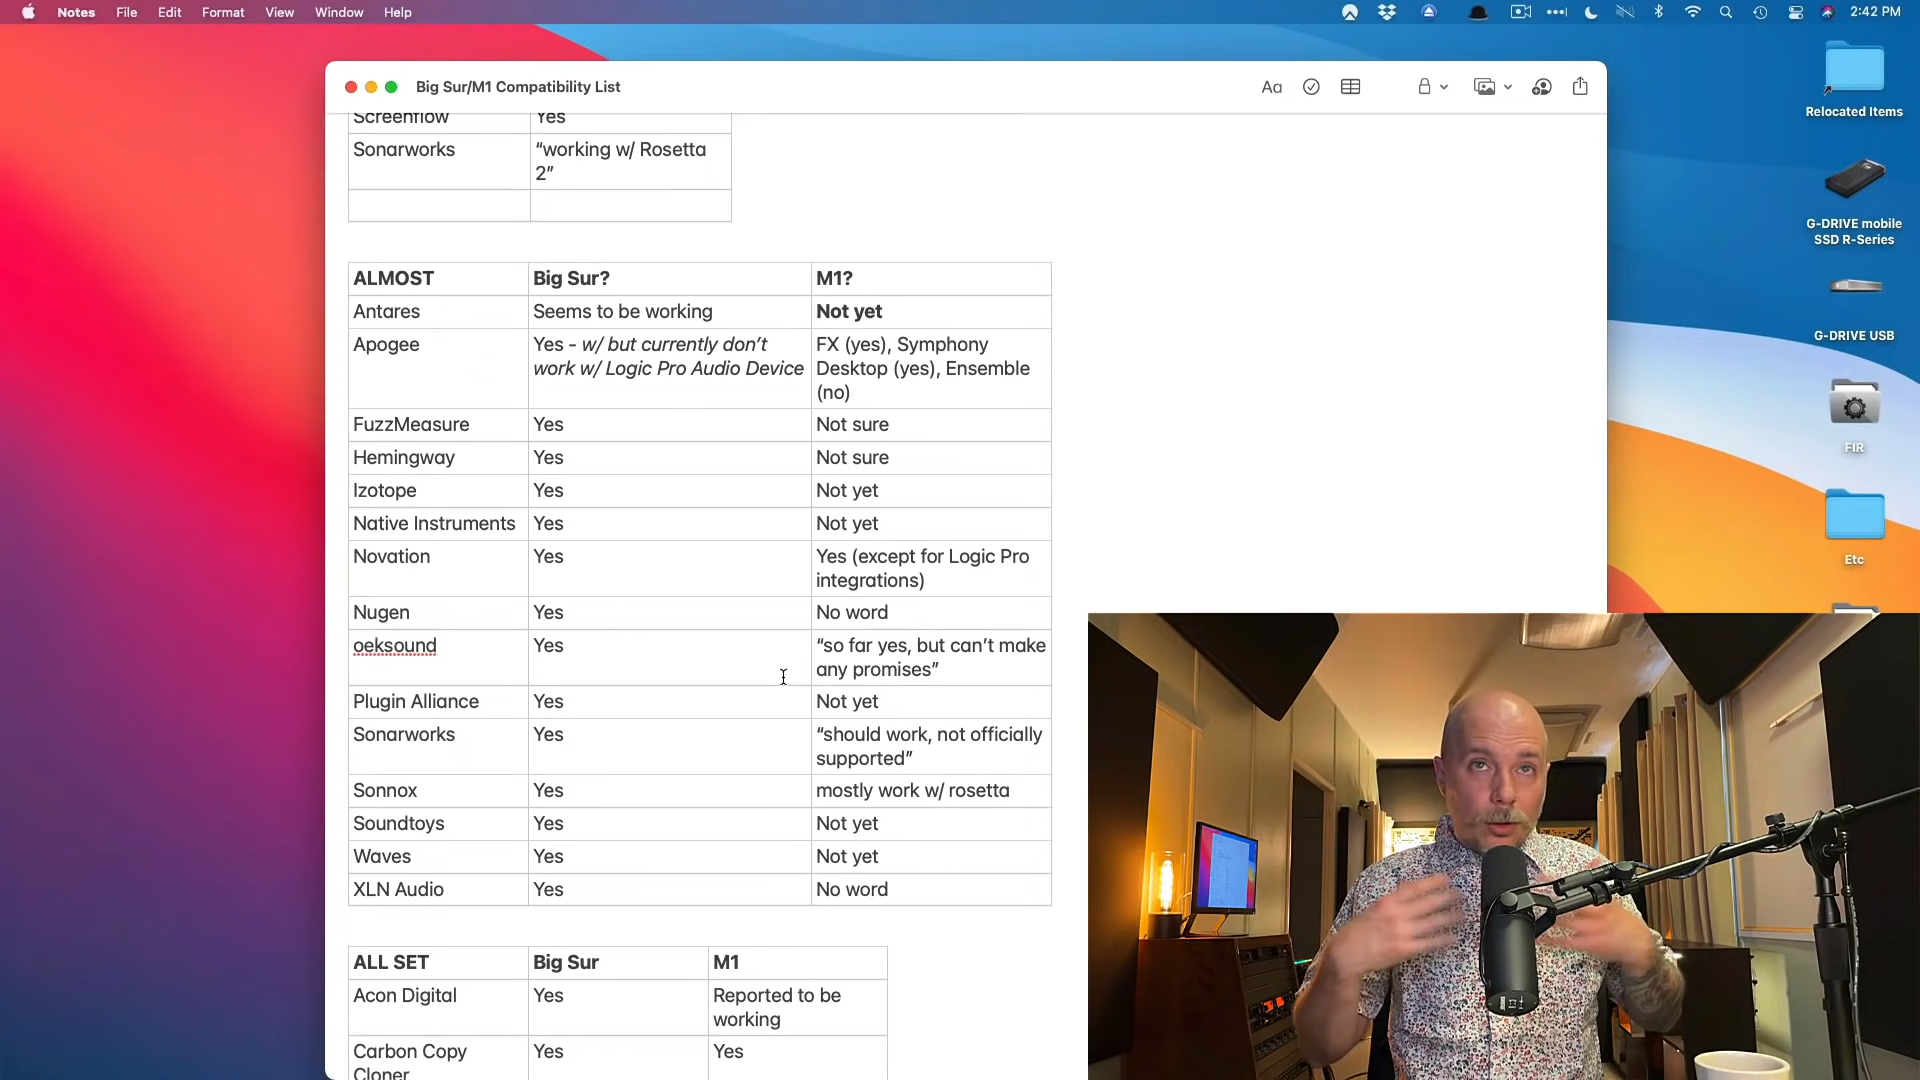 Notes File Edit Format View Window Help 2:42 PM
Big Sur/M1 Compatibility List
Aa
Screenflow Yes
Sonarworks “working w/ Rosetta
2”
ALMOST Big Sur? M1?
Antares Seems to be working Not yet
Apogee Yes - w/ but currently don’t FX (yes), Symphony
work w/ Logic Pro Audio Device Desktop (yes), Ensemble
(no)
FuzzMeasure Yes Not sure
Hemingway Yes Not sure
Izotope Yes Not yet
Native Instruments Yes Not yet
Novation Yes Yes (except for Logic Pro
integrations)
Nugen Yes No word
oeksound Yes “so far yes, but can’t make
any promises”
Plugin Alliance Yes Not yet
Sonarworks Yes “should work, not officially
supported”
Sonnox Yes mostly work w/ rosetta
Soundtoys Yes Not yet
Waves Yes Not yet
XLN Audio Yes No word
ALL SET Big Sur M1
Acon Digital Yes Reported to be
working
Carbon Copy Yes Yes
Cloner
Relocated Items
G-DRIVE mobile
SSD R-Series
G-DRIVE USB
FIR
Etc